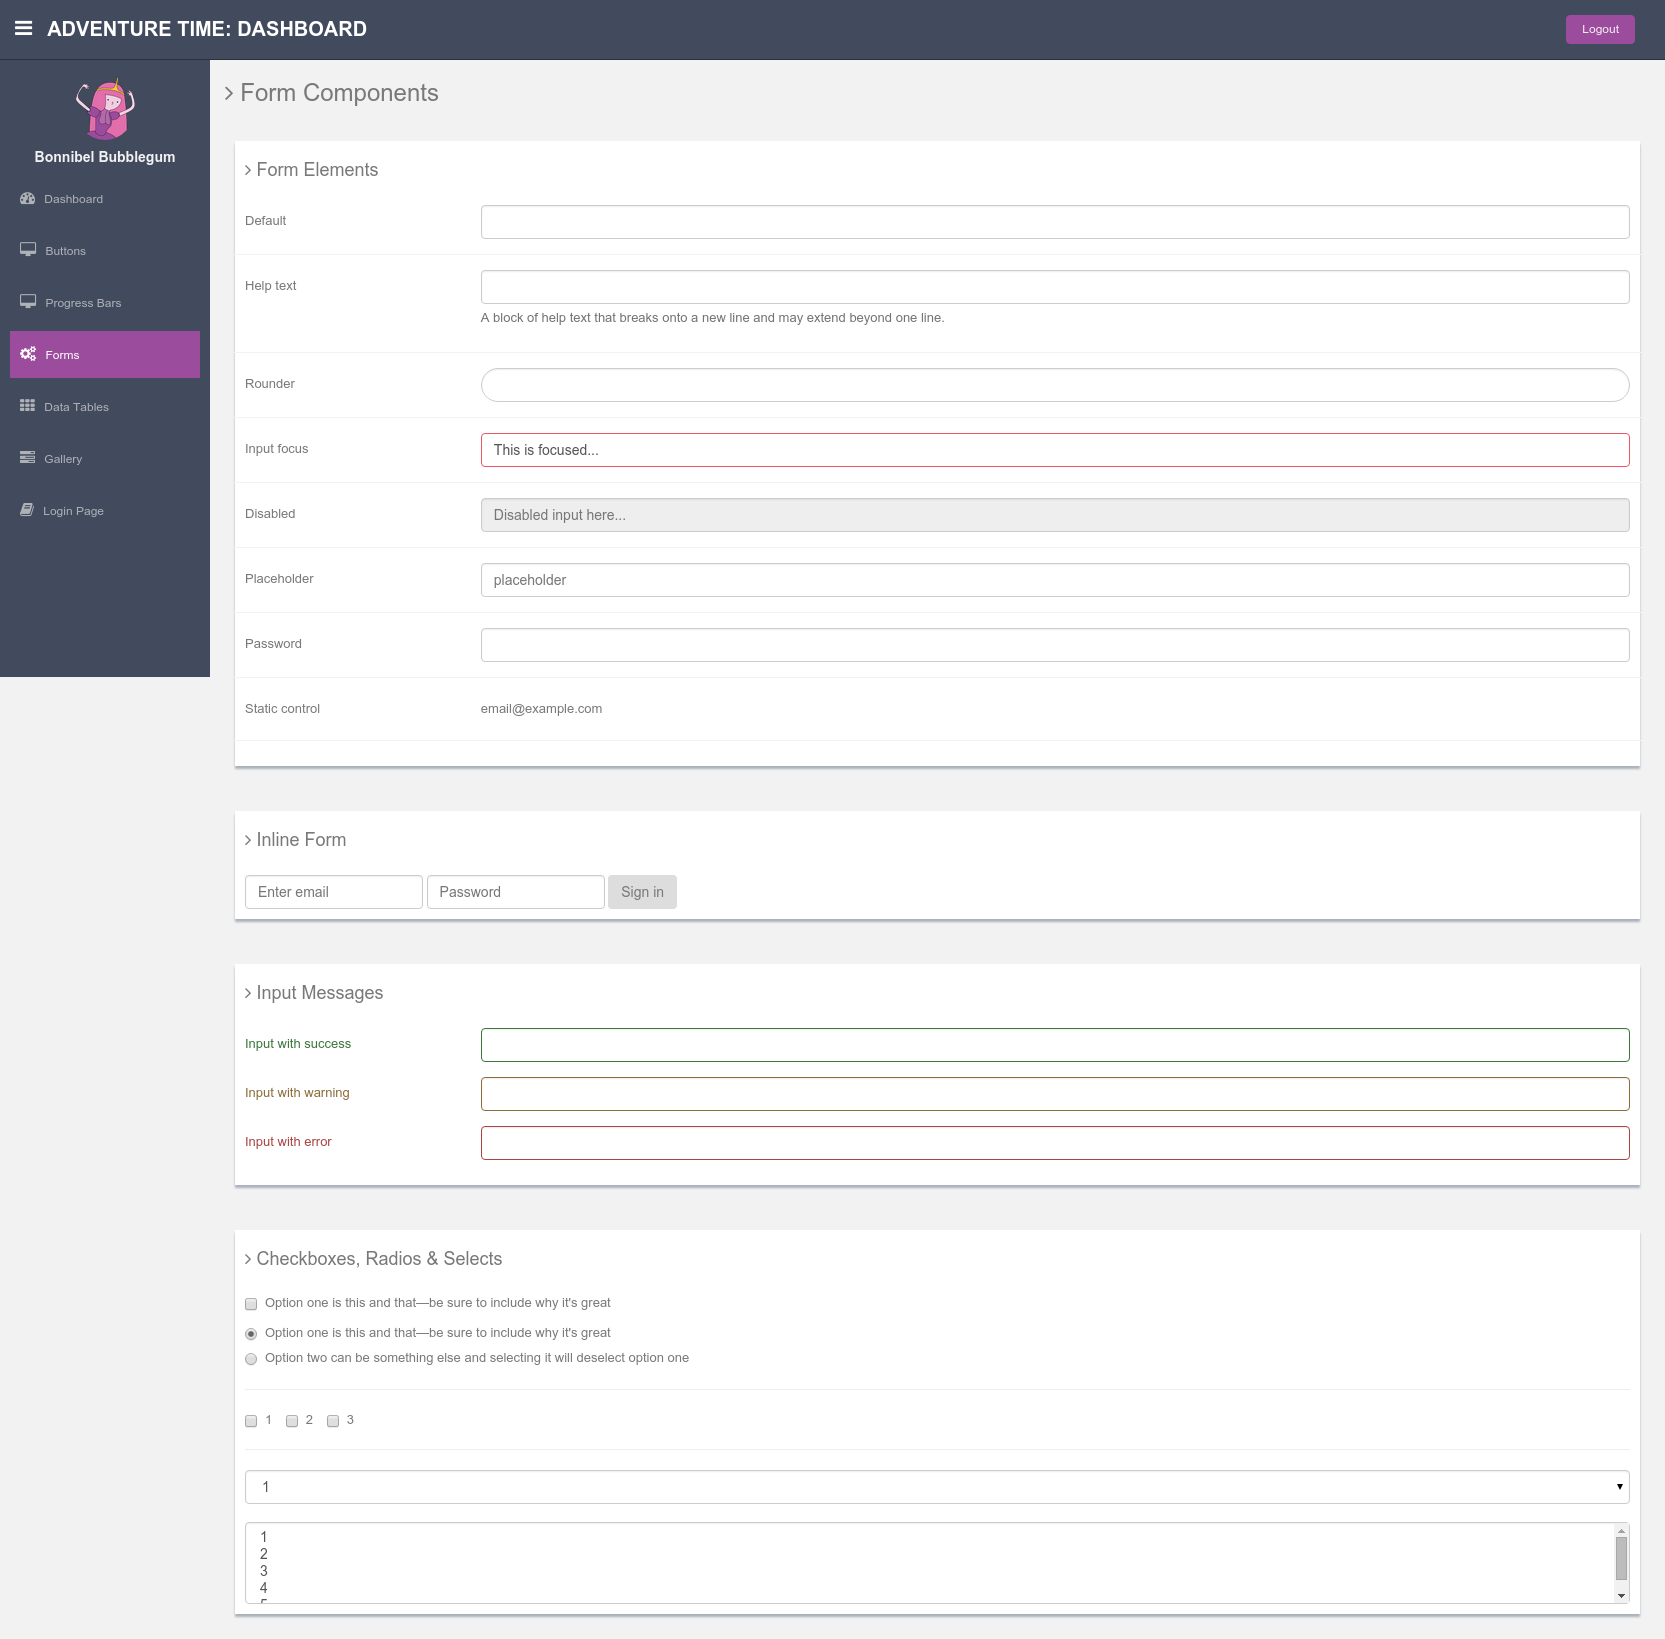 ADVENTURE TIME: DASHBOARD
Logout
Bonnibel Bubblegum
Dashboard
Buttons
Progress Bars
Forms
Data Tables
Gallery
Login Page
Form Components
Form Elements
Default
Help text
A block of help text that breaks onto a new line and may extend beyond one line.
Rounder
Input focus
This is focused...
Disabled
Disabled input here...
Placeholder
placeholder
Password
Static control
email@example.com
Inline Form
Enter email
Password
Sign in
Input Messages
Input with success
Input with warning
Input with error
Checkboxes, Radios & Selects
Option one is this and that—be sure to include why it's great
Option one is this and that—be sure to include why it's great
Option two can be something else and selecting it will deselect option one
1 2 3
1
1
2
3
4
5